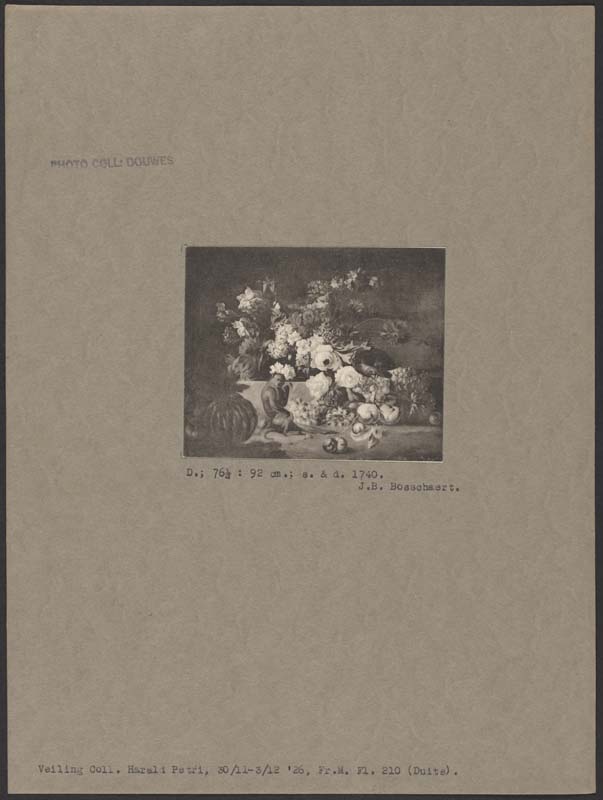 PHOTO COLL: DOUWES
D.; 76½ : 92 cm.; s. & d. 1740.
J.B. Bosschaert.
Veiling Coll. Harald Petri, 30/11-3/12 '26, Fr.M. Fl. 210 (Duits).